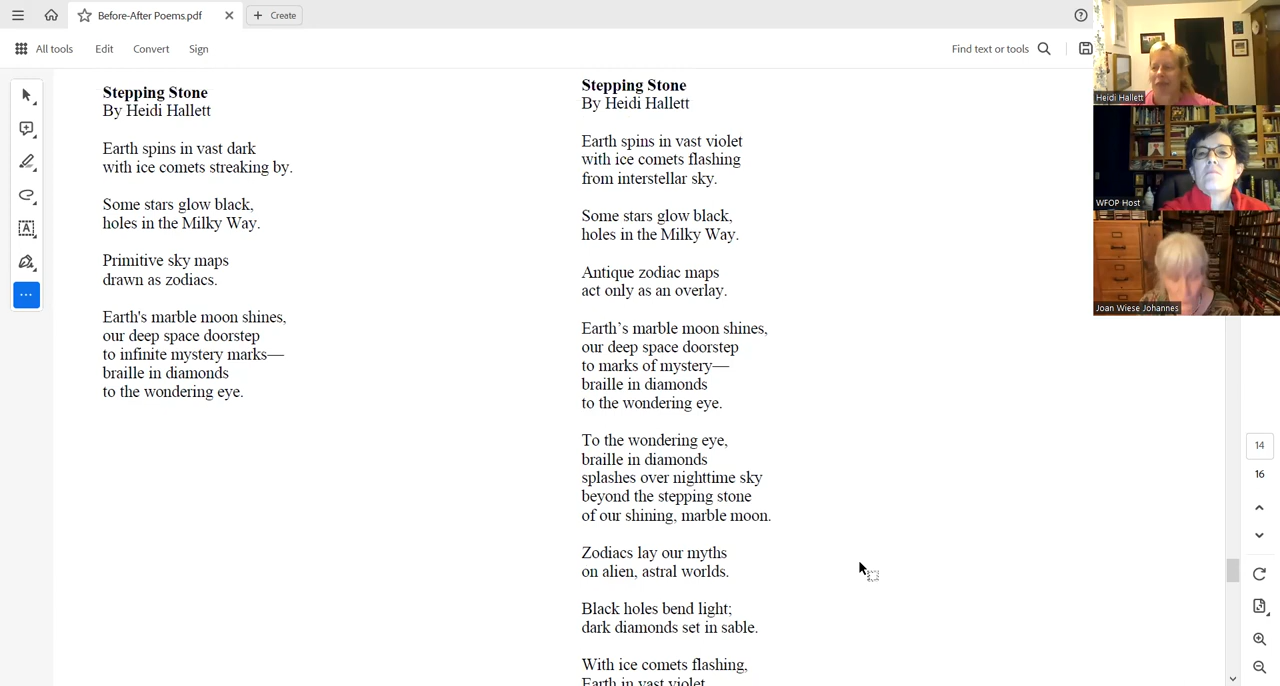 Before-After Poems.pdf
Create
All tools
Edit
Convert
Sign
Find text or tools
Stepping Stone
By Heidi Hallett
Earth spins in vast dark
with ice comets streaking by.
Some stars glow black,
holes in the Milky Way.
Primitive sky maps
drawn as zodiacs.
Earth's marble moon shines,
our deep space doorstep
to infinite mystery marks—
braille in diamonds
to the wondering eye.
Stepping Stone
By Heidi Hallett
Earth spins in vast violet
with ice comets flashing
from interstellar sky.
Some stars glow black,
holes in the Milky Way.
Antique zodiac maps
act only as an overlay.
Earth’s marble moon shines,
our deep space doorstep
to marks of mystery—
braille in diamonds
to the wondering eye.
To the wondering eye,
braille in diamonds
splashes over nighttime sky
beyond the stepping stone
of our shining, marble moon.
Zodiacs lay our myths
on alien, astral worlds.
Black holes bend light;
dark diamonds set in sable.
With ice comets flashing,
Earth in vast violet
Heidi Hallett
WFOP Host
Joan Wiese Johannes
14
16